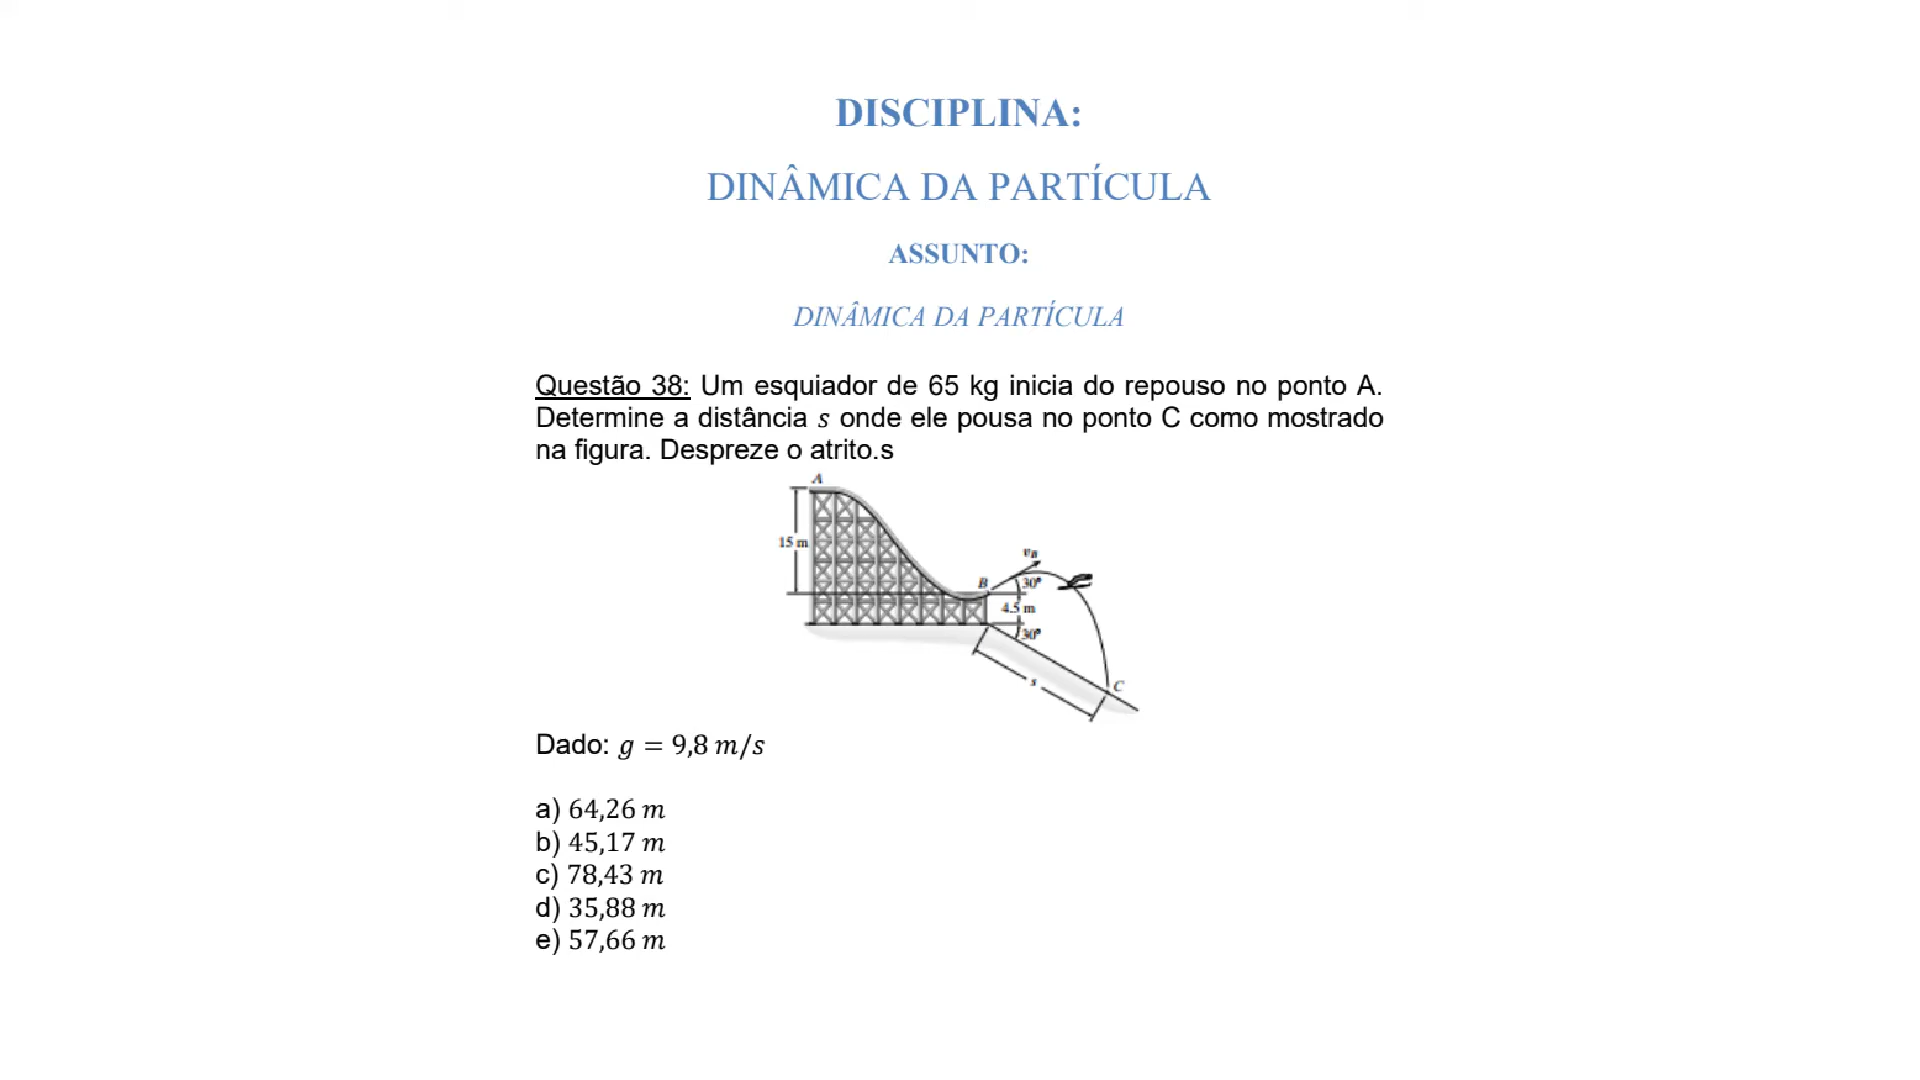 DISCIPLINA:
DINÂMICA DA PARTÍCULA
ASSUNTO:
DINÂMICA DA PARTÍCULA
Questão 38: Um esquiador de 65 kg inicia do repouso no ponto A.
Determine a distância s onde ele pousa no ponto C como mostrado
na figura. Despreze o atrito.s
A
15 m
v_B
B
30°
4.5 m
30°
s
C
Dado: g = 9,8 m/s
a) 64,26 m
b) 45,17 m
c) 78,43 m
d) 35,88 m
e) 57,66 m